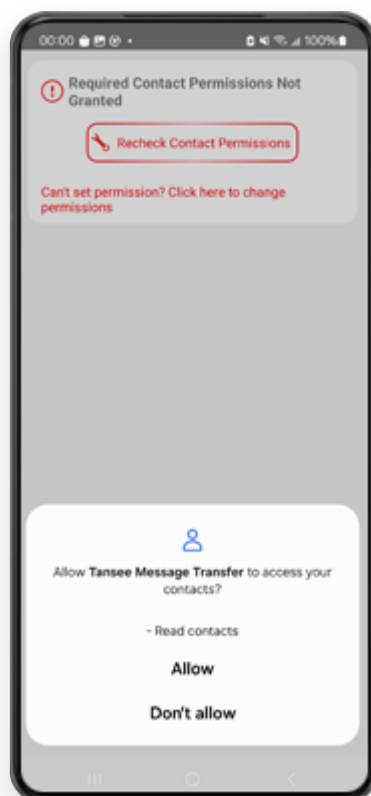 00:00
100%
Required Contact Permissions Not
Granted
Recheck Contact Permissions
Can't set permission? Click here to change
permissions
Allow Tansee Message Transfer to access your
contacts?
- Read contacts
Allow
Don't allow